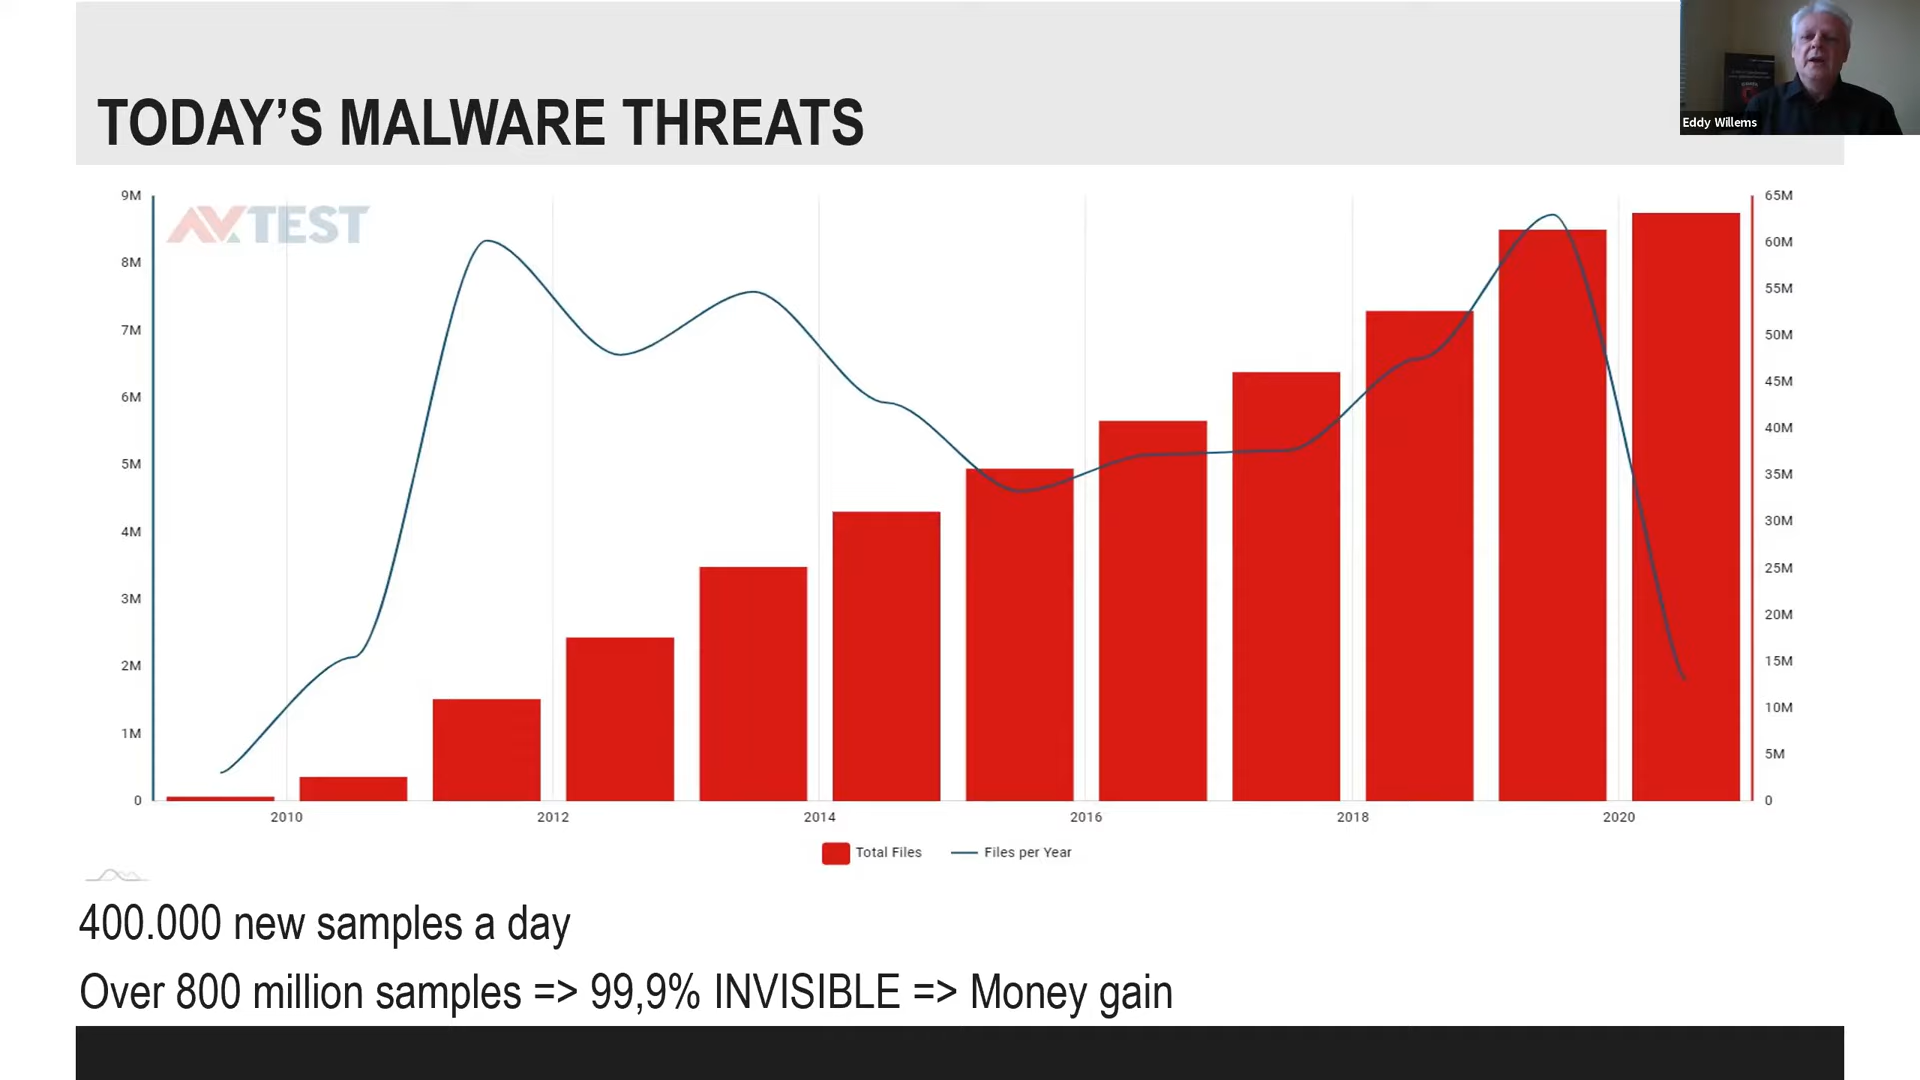 TODAY’S MALWARE THREATS
Eddy Willems
AVTEST
9M
8M
7M
6M
5M
4M
3M
2M
1M
0
65M
60M
55M
50M
45M
40M
35M
30M
25M
20M
15M
10M
5M
0
2010 2012 2014 2016 2018 2020
Total Files Files per Year
400.000 new samples a day
Over 800 million samples => 99,9% INVISIBLE => Money gain